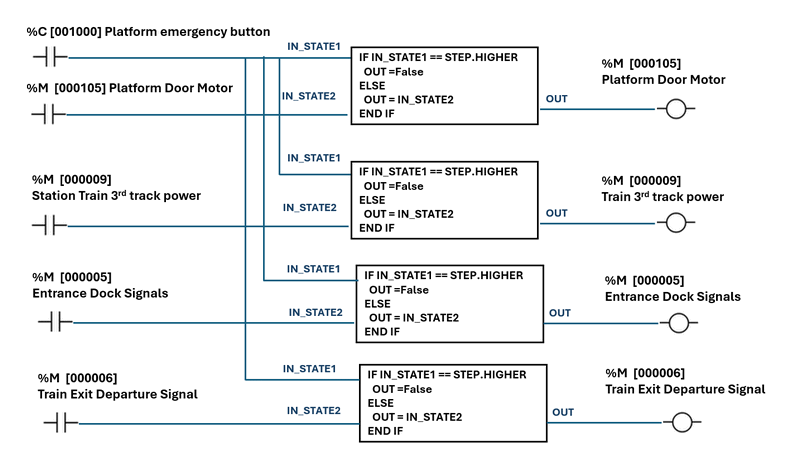 %C [001000] Platform emergency button
IN_STATE1
IF IN_STATE1 == STEP.HIGHER
OUT =False
ELSE
OUT = IN_STATE2
END IF
%M [000105] Platform Door Motor
IN_STATE2
OUT
%M [000105]
Platform Door Motor
IN_STATE1
IF IN_STATE1 == STEP.HIGHER
OUT =False
ELSE
OUT = IN_STATE2
END IF
%M [000009]
Station Train 3rd track power
IN_STATE2
OUT
%M [000009]
Train 3rd track power
IN_STATE1
IF IN_STATE1 == STEP.HIGHER
OUT =False
ELSE
OUT = IN_STATE2
END IF
%M [000005]
Entrance Dock Signals
IN_STATE2
OUT
%M [000005]
Entrance Dock Signals
IN_STATE1
IF IN_STATE1 == STEP.HIGHER
OUT =False
ELSE
OUT = IN_STATE2
END IF
%M [000006]
Train Exit Departure Signal
IN_STATE2
OUT
%M [000006]
Train Exit Departure Signal